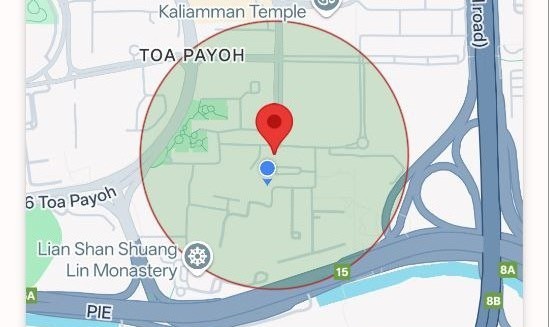 Kaliamman Temple
TOA PAYOH
l road)
6 Toa Payoh
Lian Shan Shuang
Lin Monastery
15
8A
8B
A
PIE